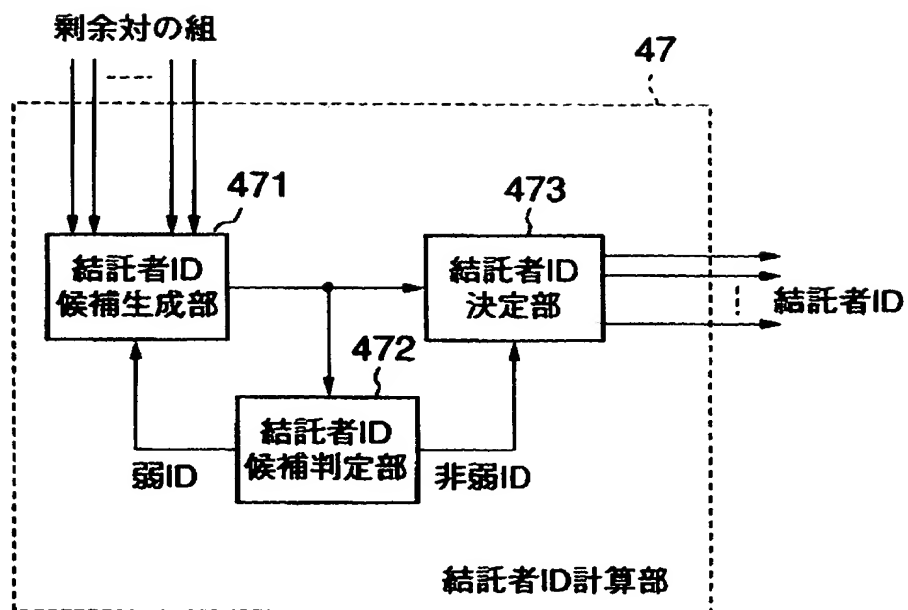 剰余対の組
47
471
473
結託者ID
候補生成部
結託者ID
決定部
結託者ID
472
結託者ID
候補判定部
弱ID
非弱ID
結託者ID計算部